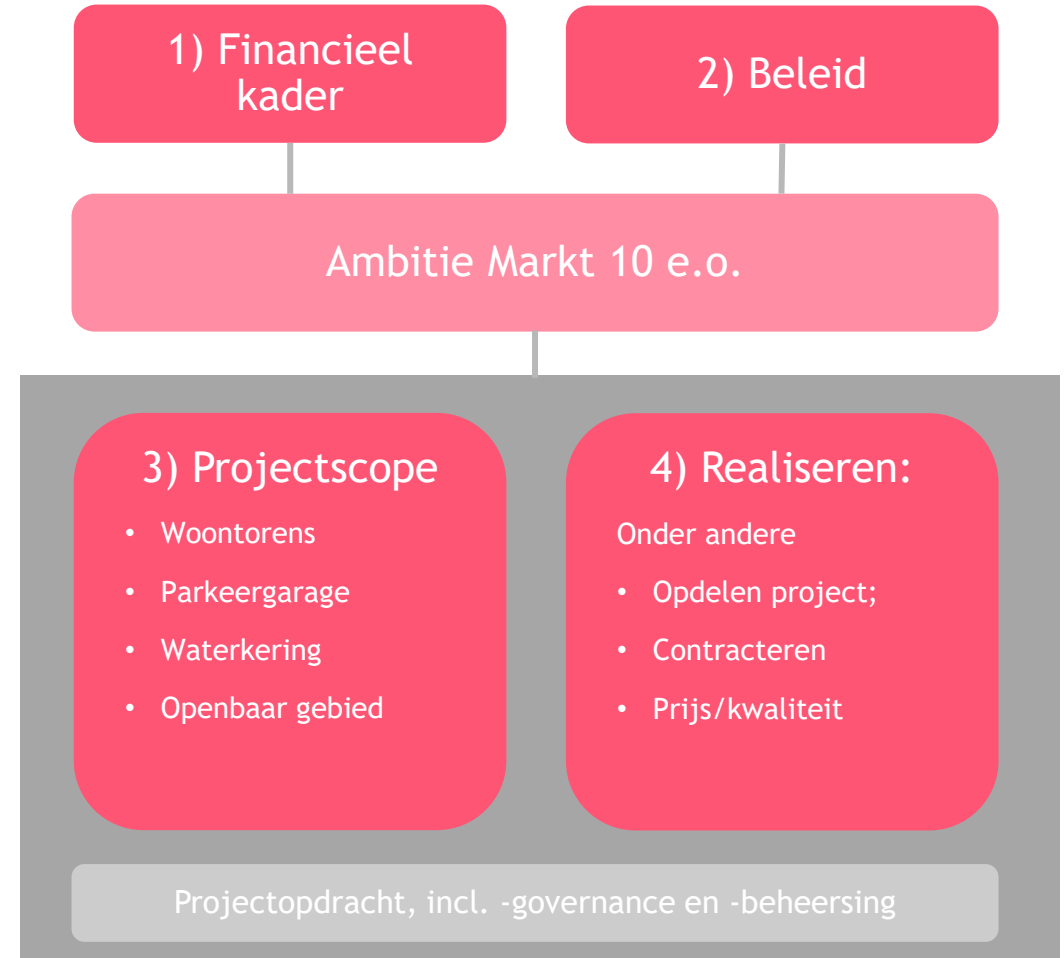 1) Financieel
kader
2) Beleid
Ambitie Markt 10 e.o.
3) Projectscope
• Woontorens
• Parkeergarage
• Waterkering
• Openbaar gebied
4) Realiseren:
Onder andere
• Opdelen project;
• Contracteren
• Prijs/kwaliteit
Projectopdracht, incl. -governance en -beheersing